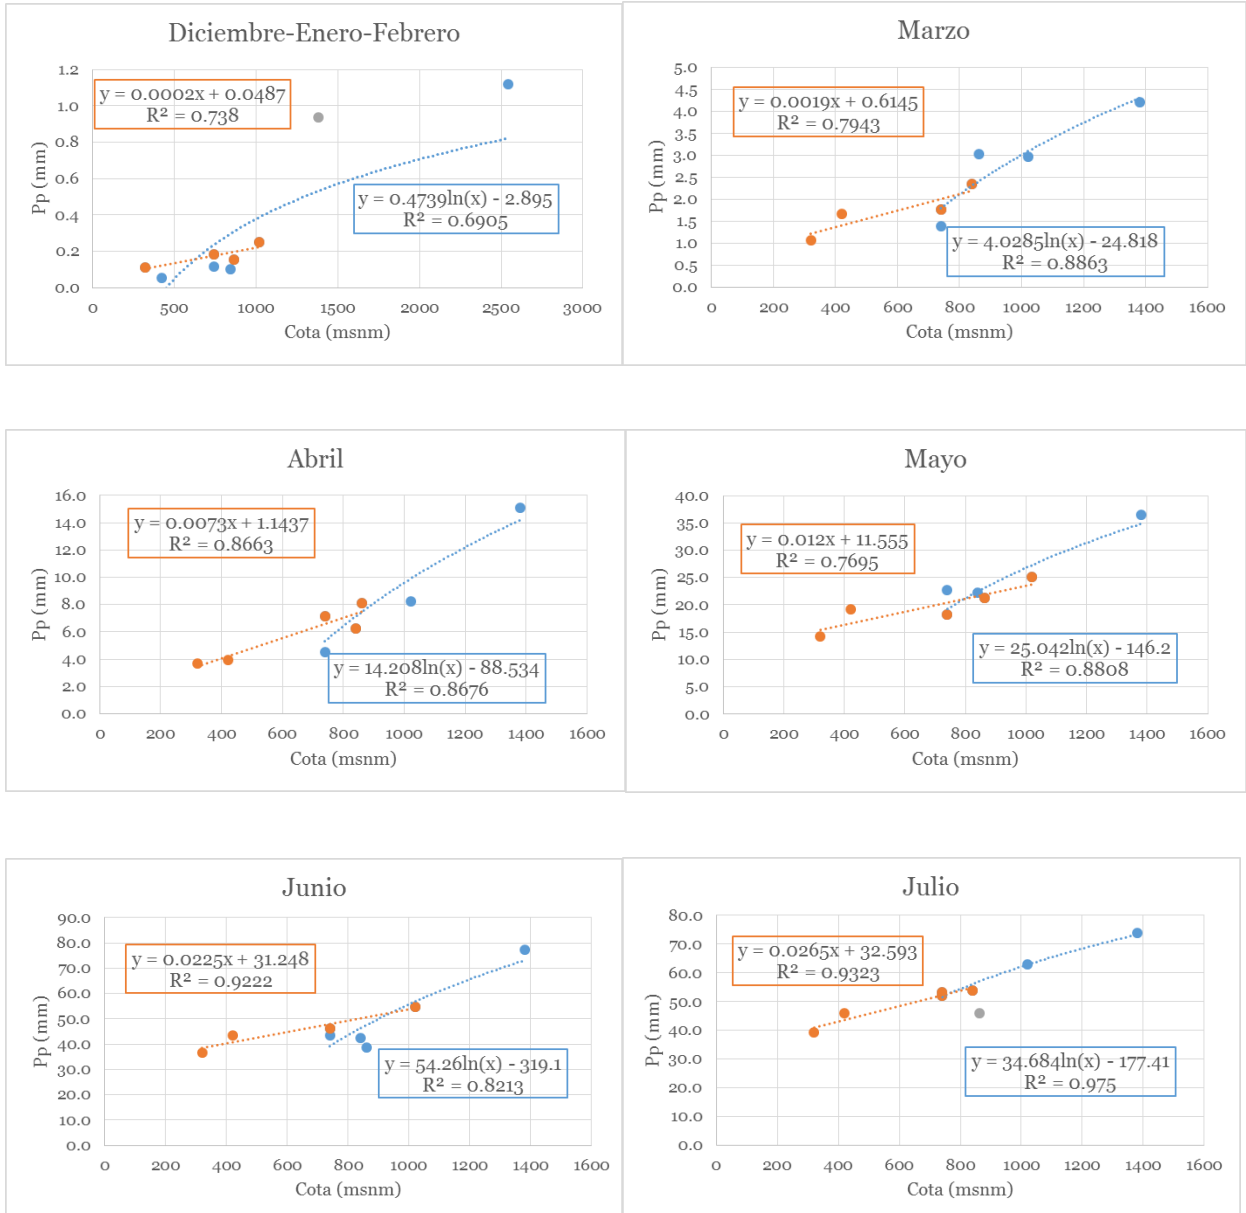 Diciembre-Enero-Febrero
1.2
1.0
0.8
0.6
0.4
0.2
0.0
Pp (mm)
y = 0.0002x + 0.0487
R² = 0.738
y = 0.4739ln(x) - 2.895
R² = 0.6905
0 500 1000 1500 2000 2500 3000
Cota (msnm)
Marzo
5.0
4.5
4.0
3.5
3.0
2.5
2.0
1.5
1.0
0.5
0.0
Pp (mm)
y = 0.0019x + 0.6145
R² = 0.7943
y = 4.0285ln(x) - 24.818
R² = 0.8863
0 200 400 600 800 1000 1200 1400 1600
Cota (msnm)
Abril
16.0
14.0
12.0
10.0
8.0
6.0
4.0
2.0
0.0
Pp (mm)
y = 0.0073x + 1.1437
R² = 0.8663
y = 14.208ln(x) - 88.534
R² = 0.8676
0 200 400 600 800 1000 1200 1400 1600
Cota (msnm)
Mayo
40.0
35.0
30.0
25.0
20.0
15.0
10.0
5.0
0.0
Pp (mm)
y = 0.012x + 11.555
R² = 0.7695
y = 25.042ln(x) - 146.2
R² = 0.8808
0 200 400 600 800 1000 1200 1400 1600
Cota (msnm)
Junio
90.0
80.0
70.0
60.0
50.0
40.0
30.0
20.0
10.0
0.0
Pp (mm)
y = 0.0225x + 31.248
R² = 0.9222
y = 54.26ln(x) - 319.1
R² = 0.8213
0 200 400 600 800 1000 1200 1400 1600
Cota (msnm)
Julio
80.0
70.0
60.0
50.0
40.0
30.0
20.0
10.0
0.0
Pp (mm)
y = 0.0265x + 32.593
R² = 0.9323
y = 34.684ln(x) - 177.41
R² = 0.975
0 200 400 600 800 1000 1200 1400 1600
Cota (msnm)